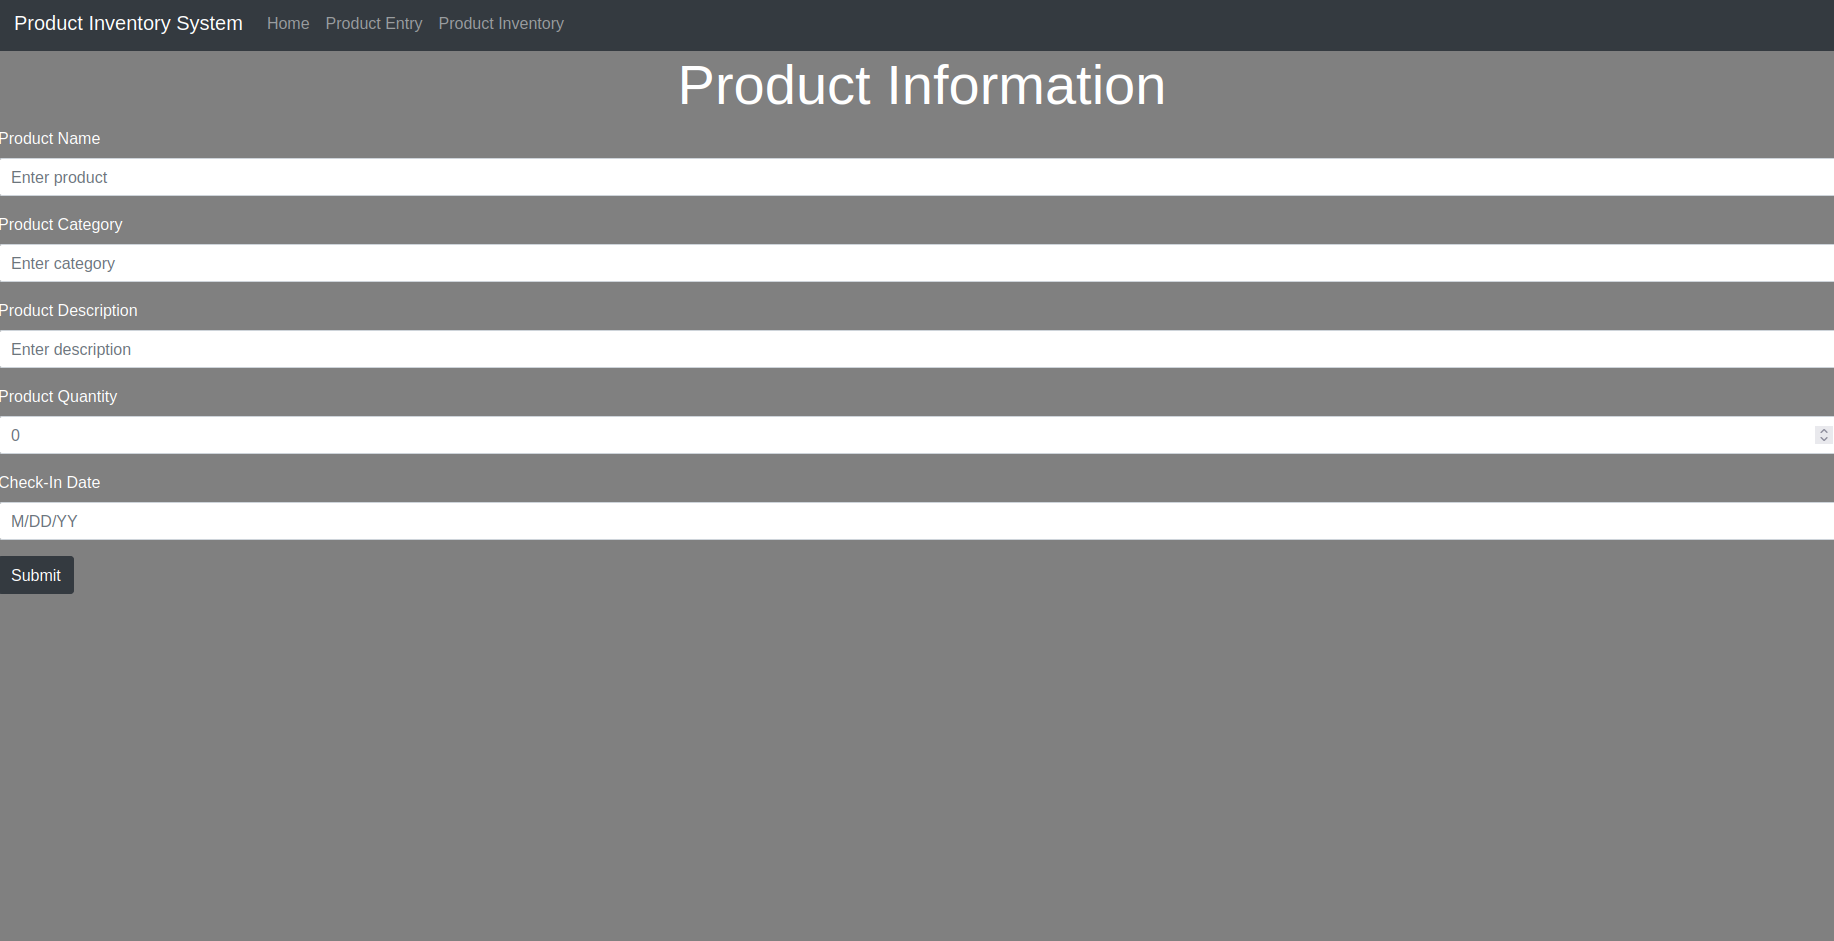 Product Inventory System Home Product Entry Product Inventory
Product Information
Product Name
Enter product
Product Category
Enter category
Product Description
Enter description
Product Quantity
0
Check-In Date
M/DD/YY
Submit